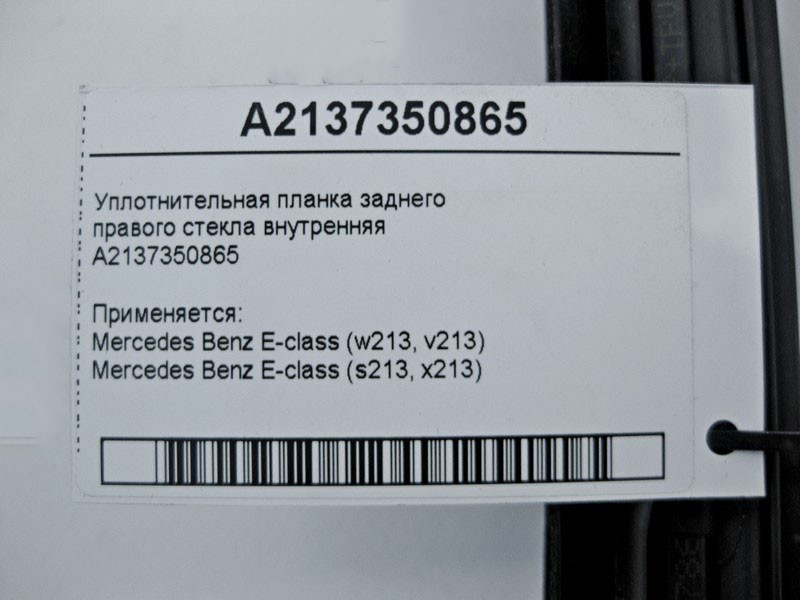 A2137350865
Уплотнительная планка заднего
правого стекла внутренняя
A2137350865
Применяется:
Mercedes Benz E-class (w213, v213)
Mercedes Benz E-class (s213, x213)